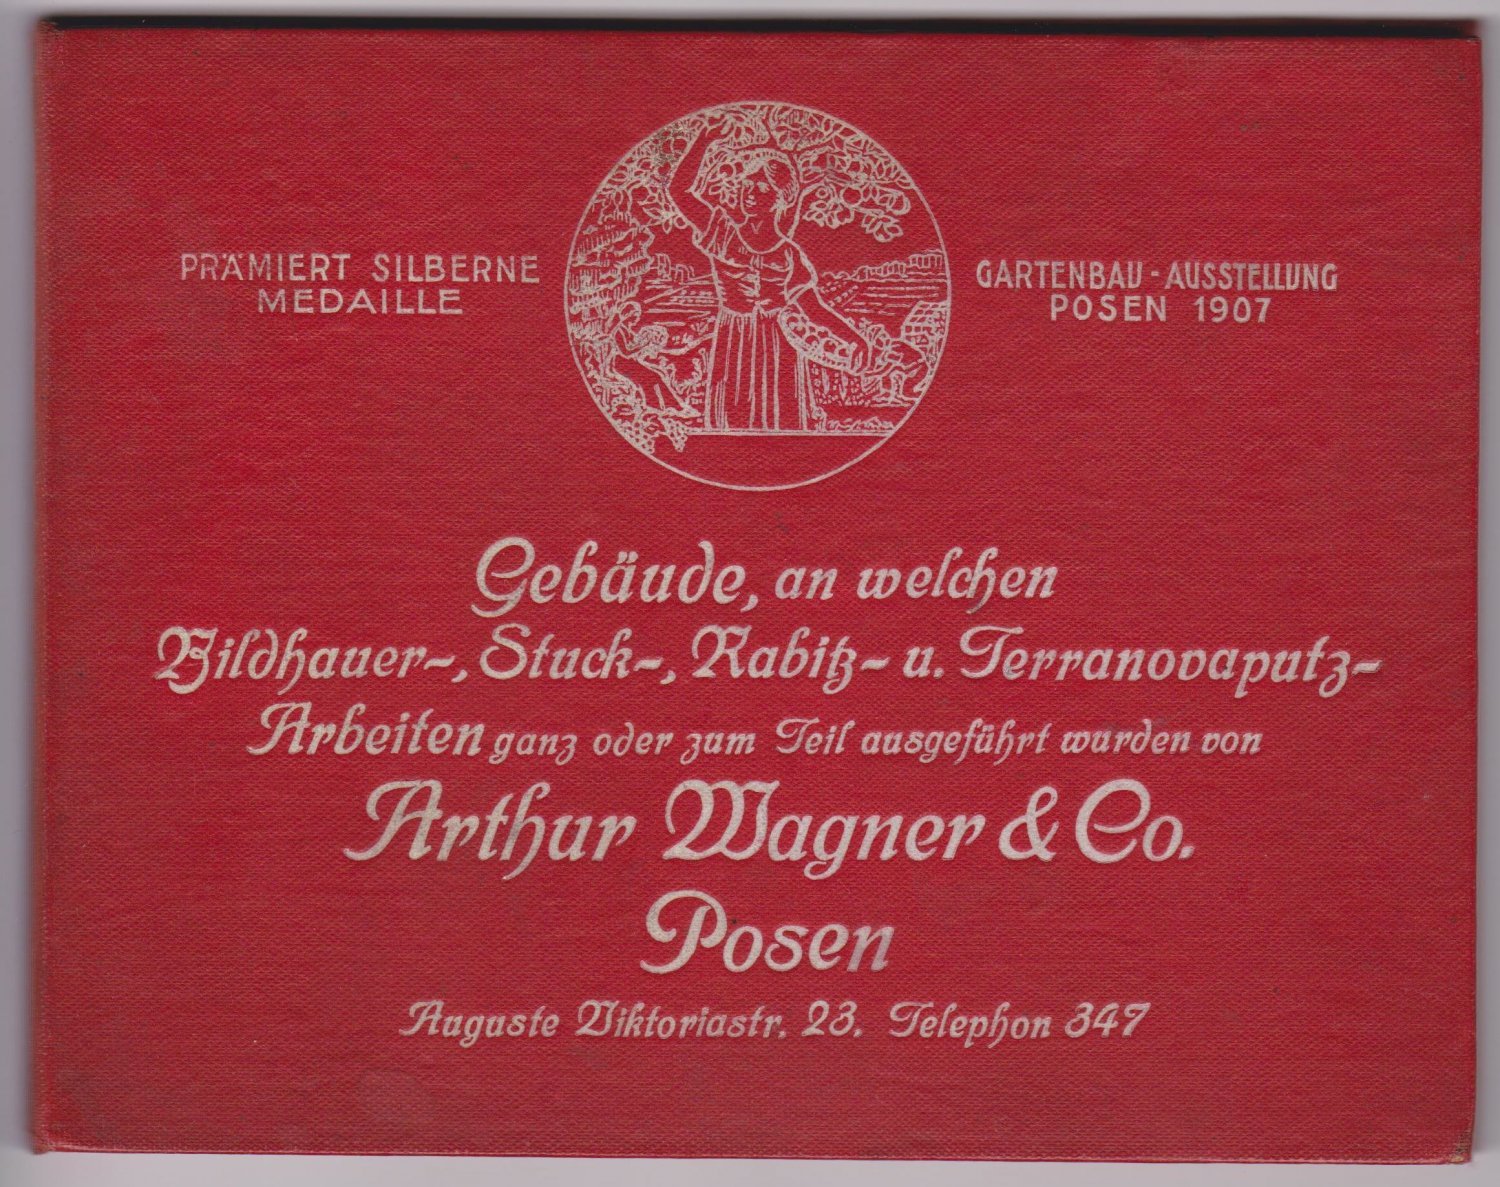 PRÄMIERT SILBERNE
MEDAILLE
GARTENBAU - AUSSTELLUNG
POSEN 1907
Gebäude, an welchen
Bildhauer-, Stuck-, Rabitz- u. Terranovaputz-
Arbeiten ganz oder zum Teil ausgeführt wurden von
Arthur Wagner & Co.
Posen
Auguste Viktoriastr. 23. Telephon 347